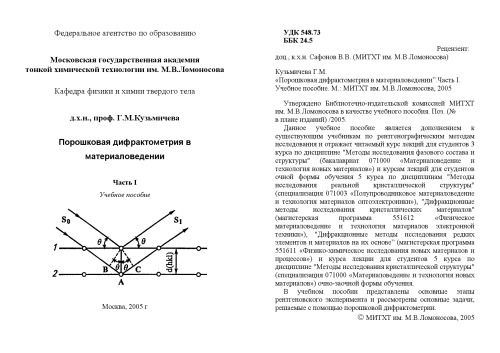 Федеральное агентство по образованию
Московская государственная академия
тонкой химической технологии им. М.В.Ломоносова
Кафедра физики и химии твердого тела
д.х.н., проф. Г.М.Кузьмичева
Порошковая дифрактометрия в
материаловедении
Часть I
Учебное пособие
S₀
S₁
1
θ
θ
B
θ
θ
C
d(hkl)
2
A
Москва, 2005 г
УДК 548.73
ББК 24.5
Рецензент:
доц., к.х.н. Сафонов В.В. (МИТХТ им. М.В.Ломоносова)
Кузьмичева Г.М.
«Порошковая дифрактометрия в материаловедении" Часть I.
Учебное пособие. М.: МИТХТ им. М.В.Ломоносова, 2005
Утверждено Библиотечно-издательской комиссией МИТХТ
им. М.В.Ломоносова в качестве учебного пособия. Поз. (№
в плане изданий) /2005.
Данное учебное пособие является дополнением к
существующим учебникам по рентгенографическим методам
исследования и отражает читаемый курс лекций для студентов 3
курса по дисциплине "Методы исследования фазового состава и
структуры" (бакалавриат 071000 «Материаловедение и
технология новых материалов») и курсам лекций для студентов
очной формы обучения 5 курса по дисциплинам "Методы
исследования реальной кристаллической структуры"
(специализация 071003 «Полупроводниковое материаловедение
и технология материалов оптоэлектроники»), "Дифракционные
методы исследования кристаллических материалов"
(магистерская программа 551612 «Физическое
материаловедение и технология материалов электронной
техники»), "Дифракционные методы исследования редких
элементов и материалов на их основе" (магистерская программа
551611 «Физико-химическое исследования новых материалов и
процессов») и курса лекции для студентов 5 курса по
дисциплине "Методы исследования кристаллической структуры"
(специализация 071000 «Материаловедение и технология новых
материалов») очно-заочной формы обучения.
В учебном пособие представлены основные этапы
рентгеновского эксперимента и рассмотрены основные задачи,
решаемые с помощью порошковой дифрактометрии.
© МИТХТ им. М.В.Ломоносова, 2005